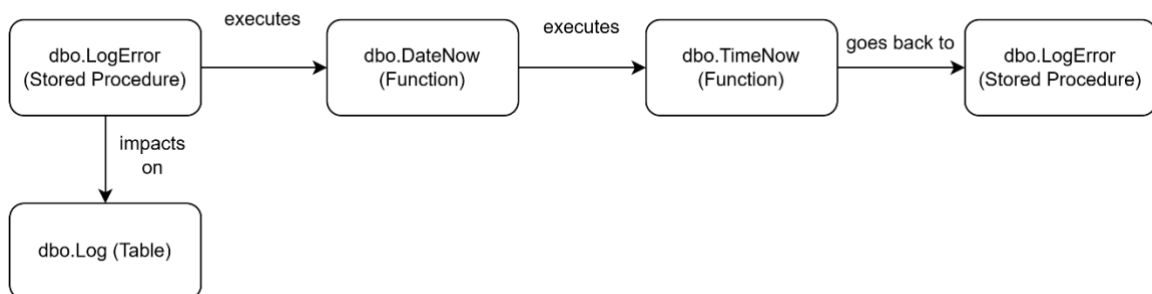 dbo.LogError
(Stored Procedure)
executes
dbo.DateNow
(Function)
executes
dbo.TimeNow
(Function)
goes back to
dbo.LogError
(Stored Procedure)
impacts
on
dbo.Log (Table)